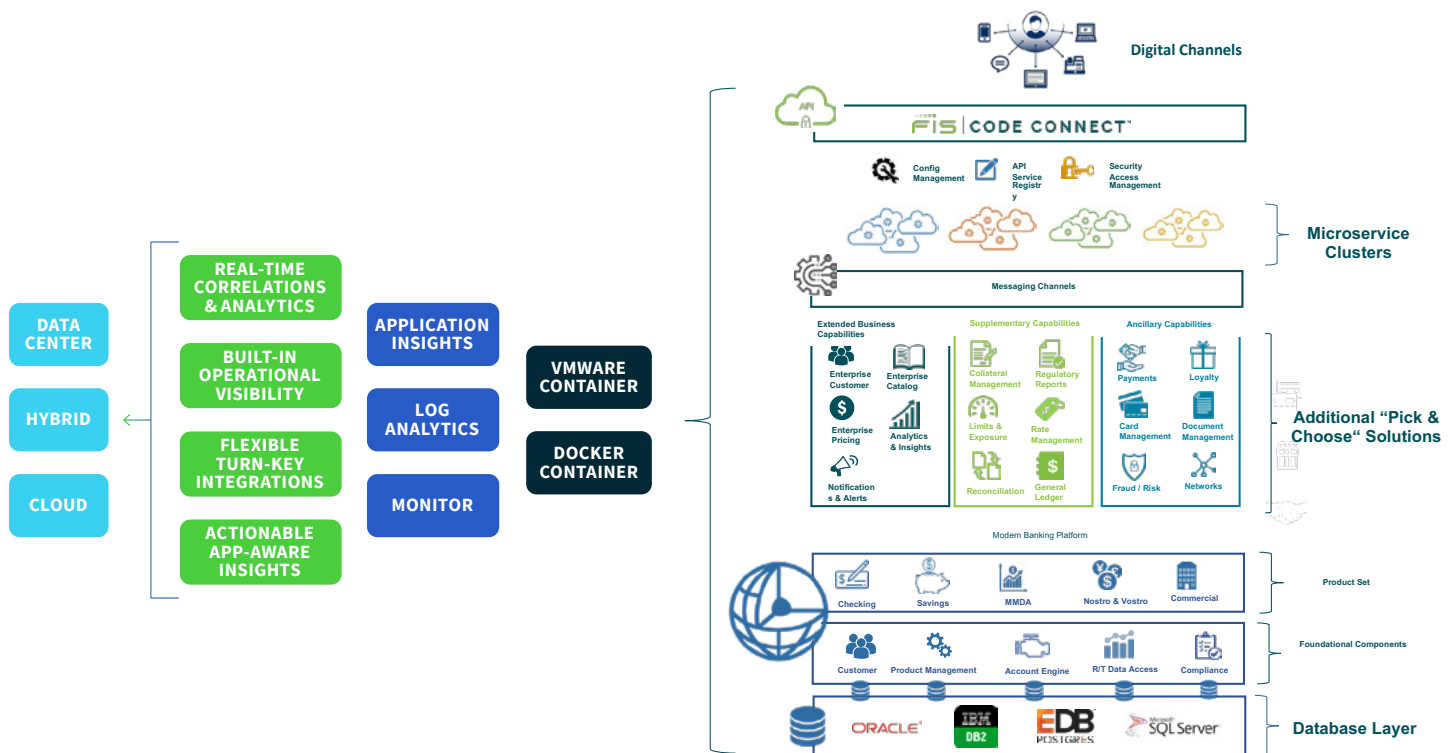 DATA
CENTER
HYBRID
CLOUD
REAL-TIME
CORRELATIONS
& ANALYTICS
BUILT-IN
OPERATIONAL
VISIBILITY
FLEXIBLE
TURN-KEY
INTEGRATIONS
ACTIONABLE
APP-AWARE
INSIGHTS
APPLICATION
INSIGHTS
LOG
ANALYTICS
MONITOR
VMWARE
CONTAINER
DOCKER
CONTAINER
Digital Channels
API
FIS CODE CONNECT™
Config
Management
API
Service
Registr
y
Security
Access
Management
Microservice
Clusters
Messaging Channels
Extended Business
Capabilities
Enterprise
Customer
Enterprise
Catalog
Enterprise
Pricing
Analytics
& Insights
Notification
s & Alerts
Supplementary Capabilities
Collateral
Management
Regulatory
Reports
Limits &
Exposure
Rate
Management
Reconciliation
General
Ledger
Ancillary Capabilities
Payments
Loyalty
Card
Management
Document
Management
Fraud / Risk
Networks
Additional “Pick &
Choose“ Solutions
Modern Banking Platform
Checking
Savings
MMDA
Nostro & Vostro
Commercial
Product Set
Customer
Product Management
Account Engine
R/T Data Access
Compliance
Foundational Components
ORACLE®
IBM
DB2
EDB
POSTGRES
Microsoft
SQL Server
Database Layer